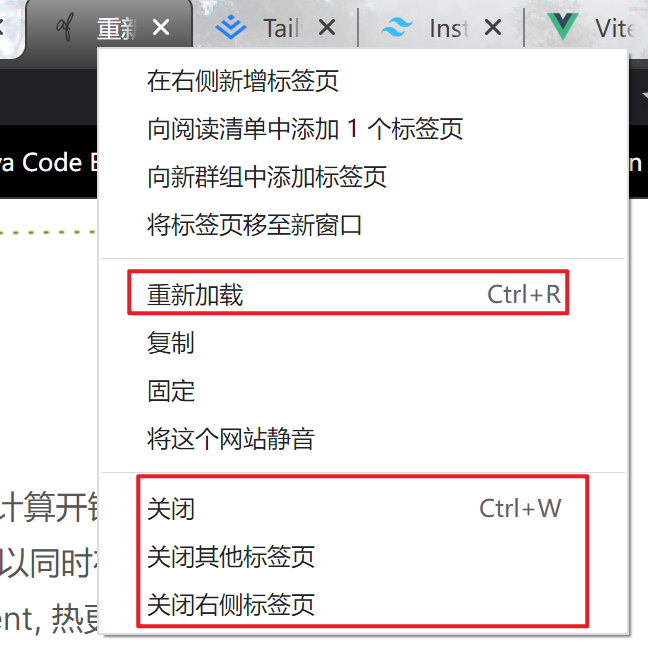 重新
Tail
Inst
Vite
va Code
n
在右侧新增标签页
向阅读清单中添加 1 个标签页
向新群组中添加标签页
将标签页移至新窗口
重新加载 Ctrl+R
复制
固定
将这个网站静音
关闭 Ctrl+W
关闭其他标签页
关闭右侧标签页
计算开
以同时
ent, 热更